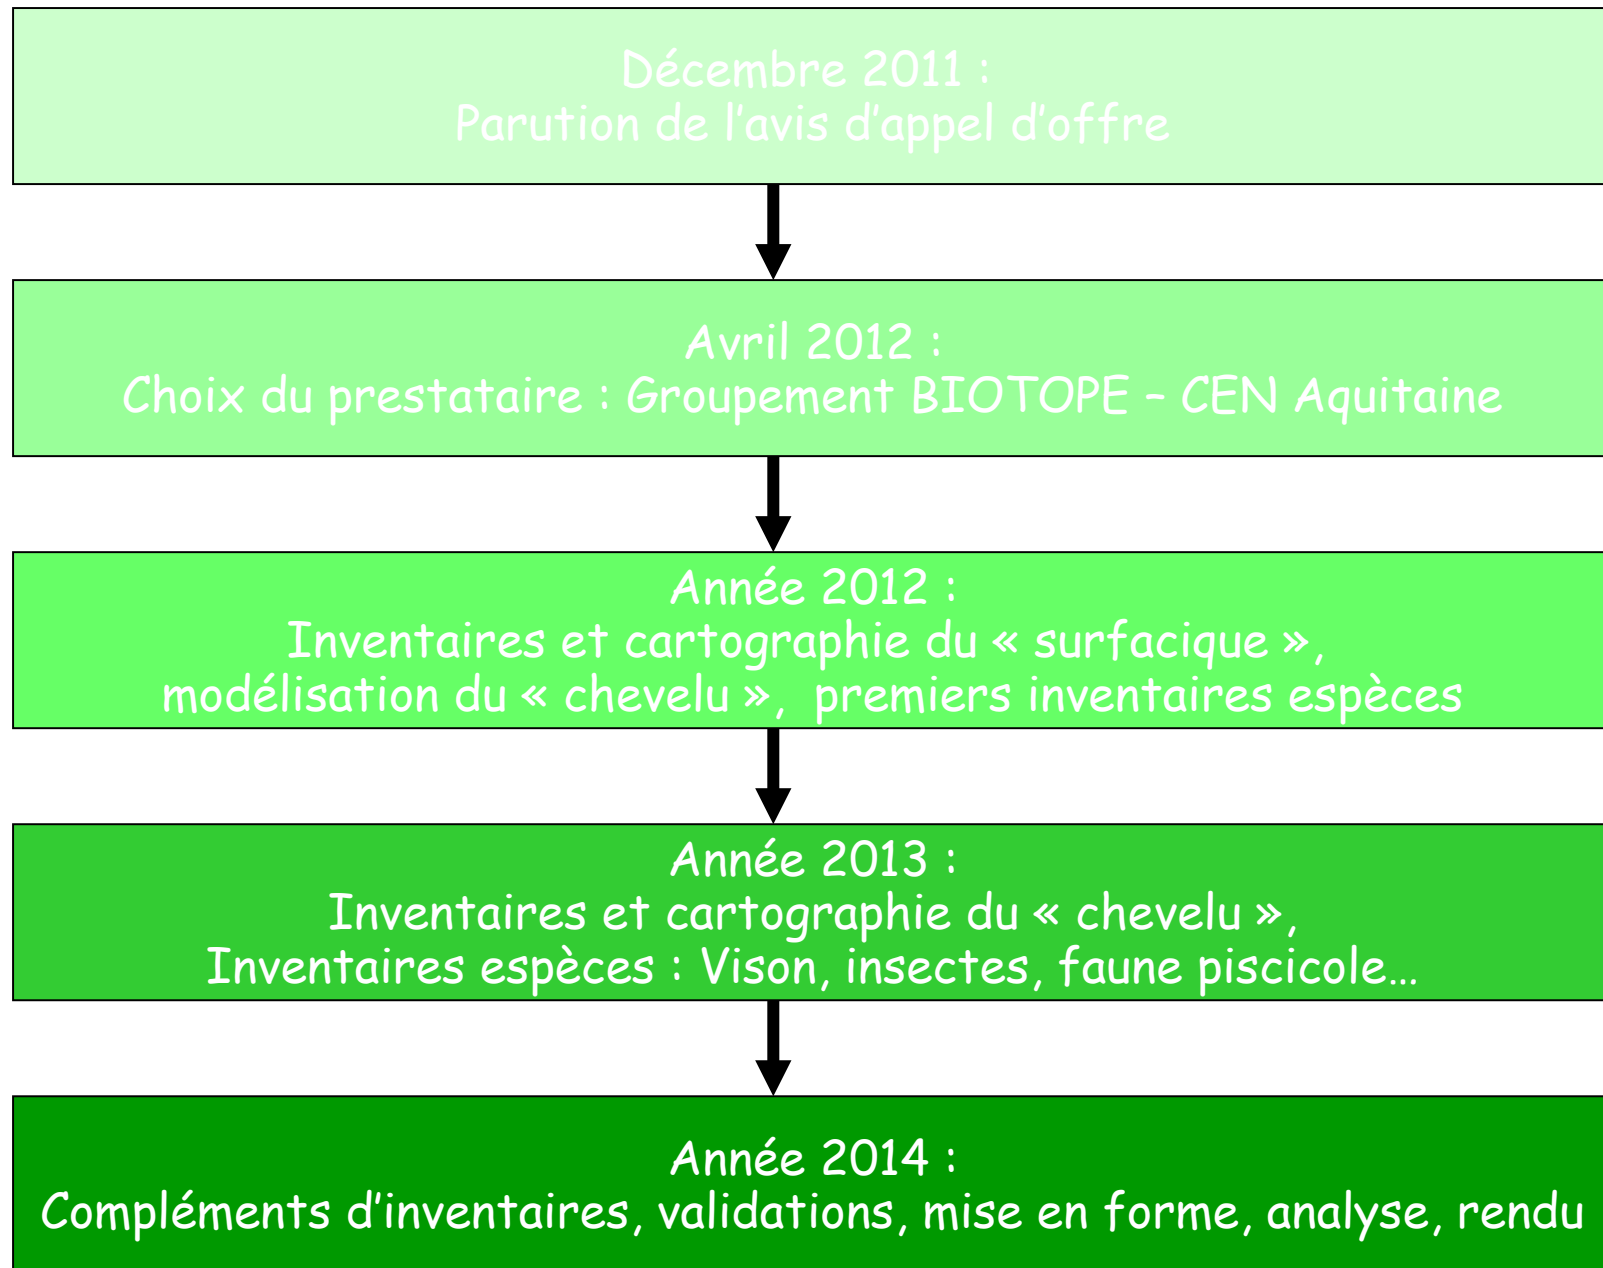 Décembre 2011 :
Parution de l’avis d’appel d’offre
Avril 2012 :
Choix du prestataire : Groupement BIOTOPE – CEN Aquitaine
Année 2012 :
Inventaires et cartographie du « surfacique »,
modélisation du « chevelu »,  premiers inventaires espèces
Année 2013 :
Inventaires et cartographie du « chevelu »,
Inventaires espèces : Vison, insectes, faune piscicole…
Année 2014 :
Compléments d’inventaires, validations, mise en forme, analyse, rendu